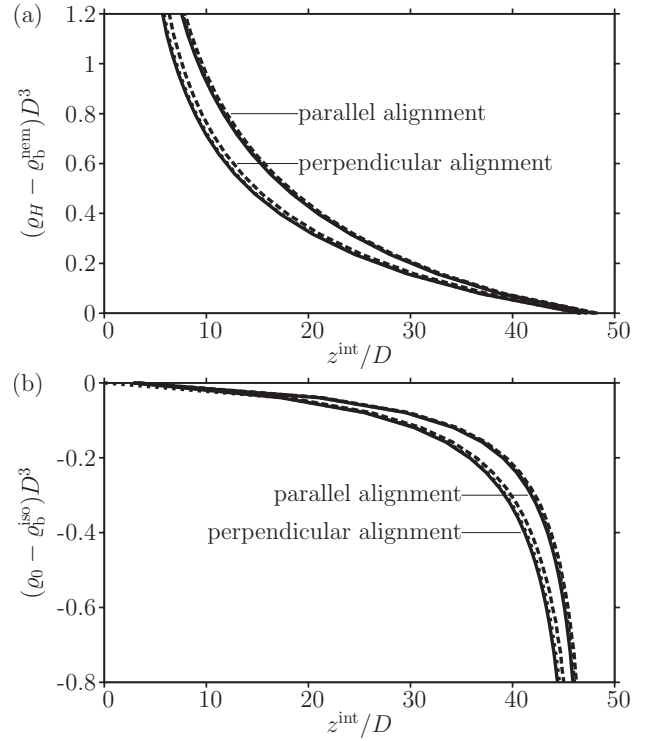 (a)
1.2
1
0.8
0.6
0.4
0.2
0
(ϱ_H − ϱ_b^nem)D³
parallel alignment
perpendicular alignment
0 10 20 30 40 50
z^int/D
(b)
0
-0.2
-0.4
-0.6
-0.8
(ϱ_0 − ϱ_b^iso)D³
parallel alignment
perpendicular alignment
0 10 20 30 40 50
z^int/D